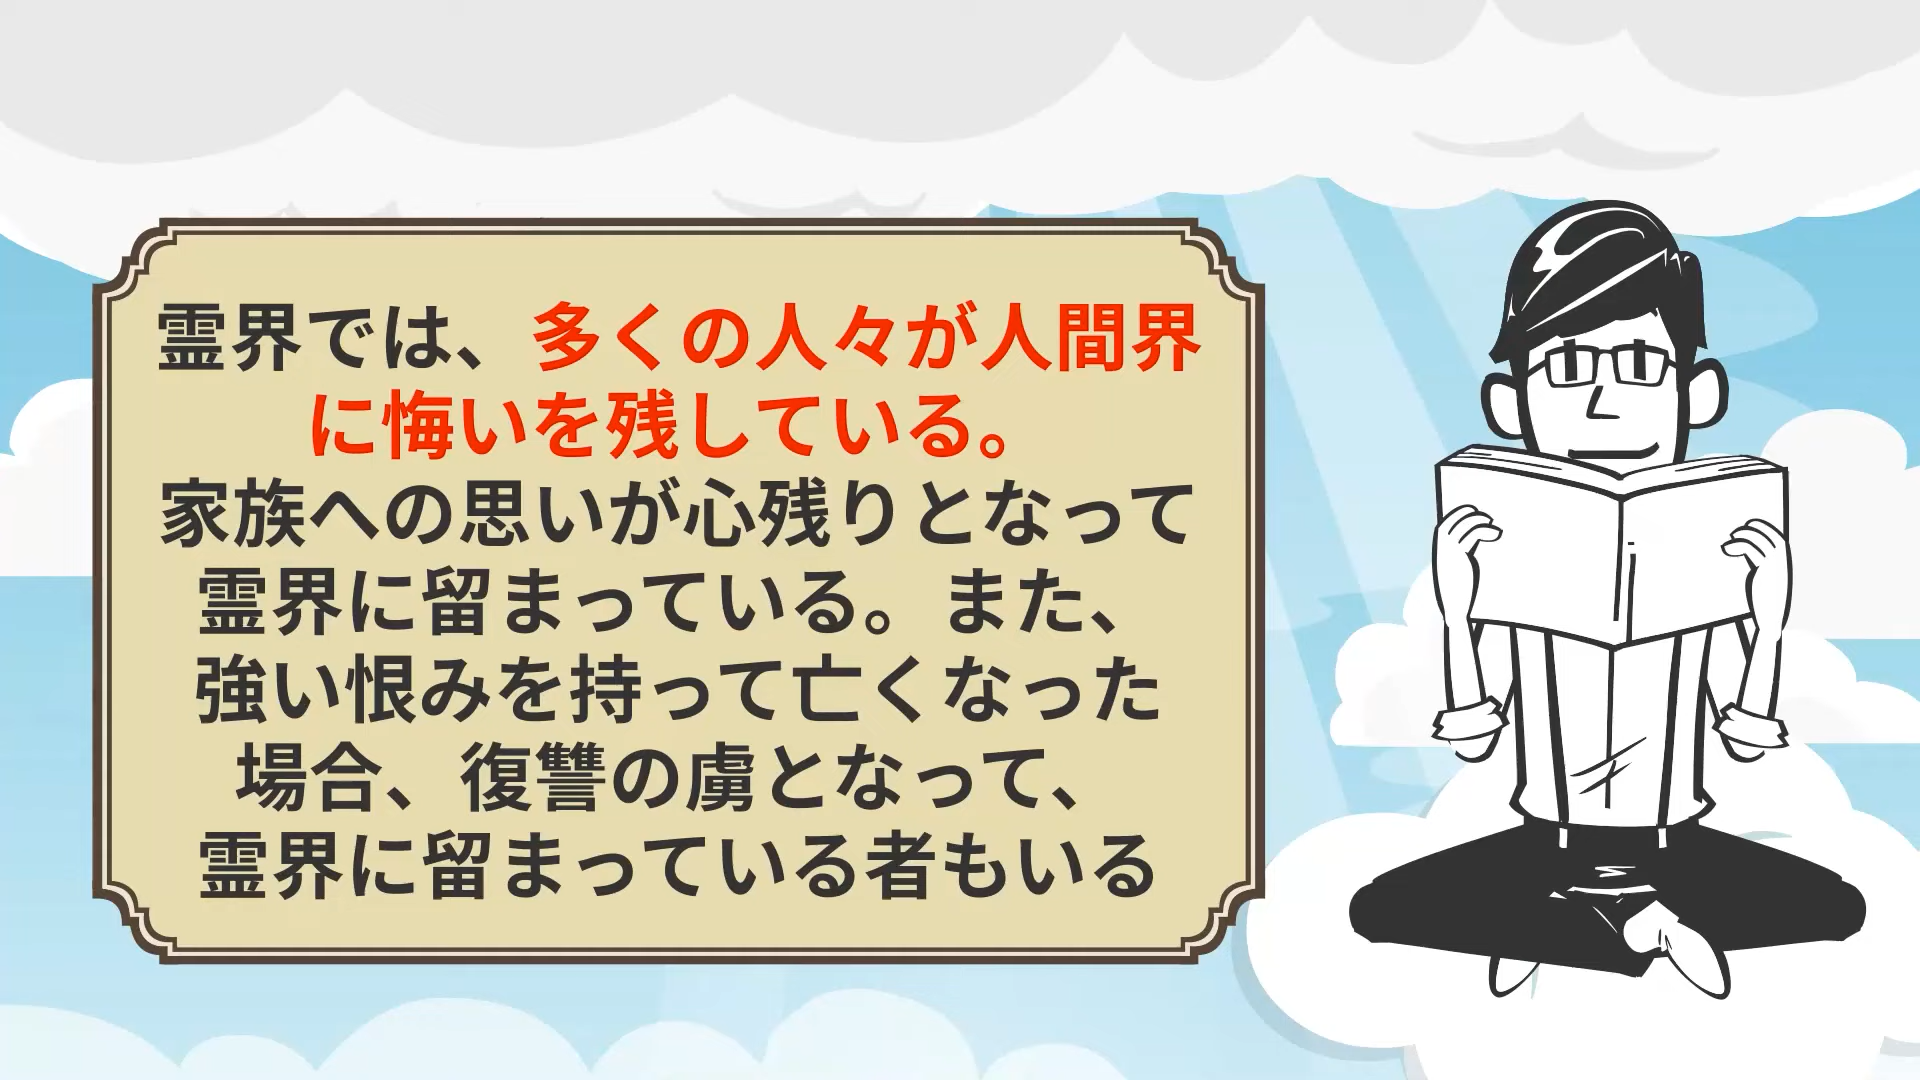 霊界では、多くの人々が人間界
に悔いを残している。
家族への思いが心残りとなって
霊界に留まっている。また、
強い恨みを持って亡くなった
場合、復讐の虜となって、
霊界に留まっている者もいる